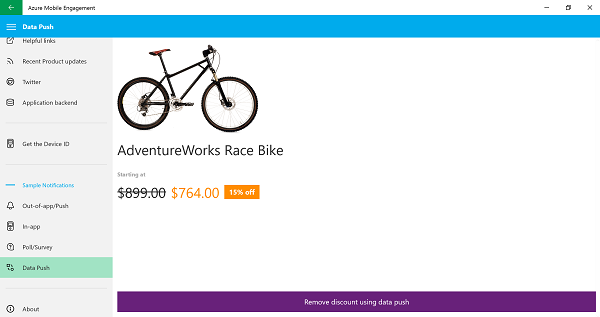 Azure Mobile Engagement
Data Push
Helpful links
Recent Product updates
Twitter
Application backend
Get the Device ID
Sample Notifications
Out-of-app/Push
In-app
Poll/Survey
Data Push
About
AdventureWorks Race Bike
Starting at
$899.00 $764.00 15% off
Remove discount using data push